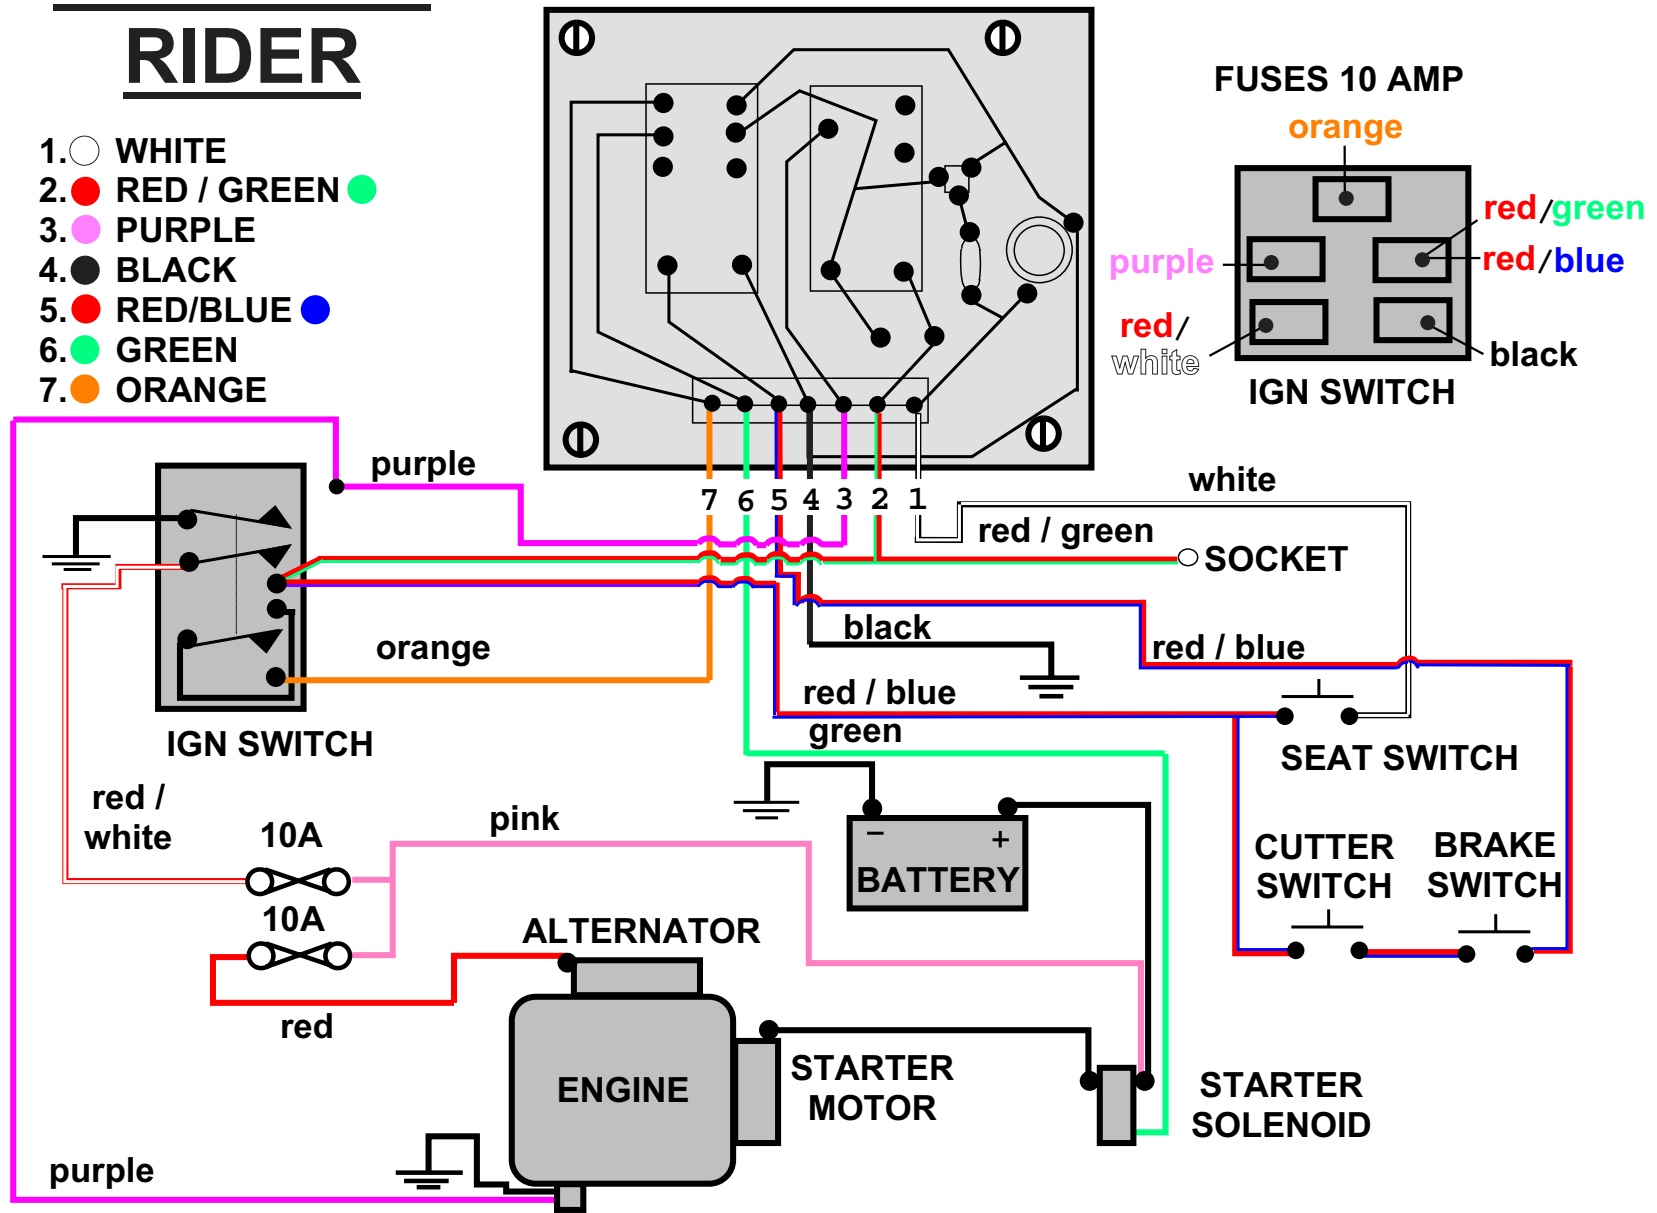 RIDER
1. WHITE
2. RED / GREEN
3. PURPLE
4. BLACK
5. RED/BLUE
6. GREEN
7. ORANGE
FUSES 10 AMP
orange
red/green
purple
red/blue
red/
white
black
IGN SWITCH
purple
7 6 5 4 3 2 1
white
red / green
SOCKET
orange
black
red / blue
red / blue
green
IGN SWITCH
SEAT SWITCH
red /
white
10A
pink
10A
− +
BATTERY
CUTTER
SWITCH
BRAKE
SWITCH
ALTERNATOR
red
ENGINE
STARTER
MOTOR
STARTER
SOLENOID
purple